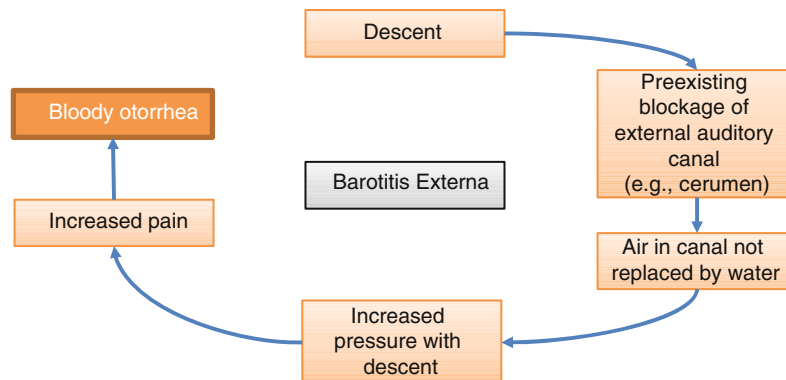 Descent
Preexisting
blockage of
external auditory
canal
(e.g., cerumen)
Air in canal not
replaced by water
Increased
pressure with
descent
Increased pain
Bloody otorrhea
Barotitis Externa